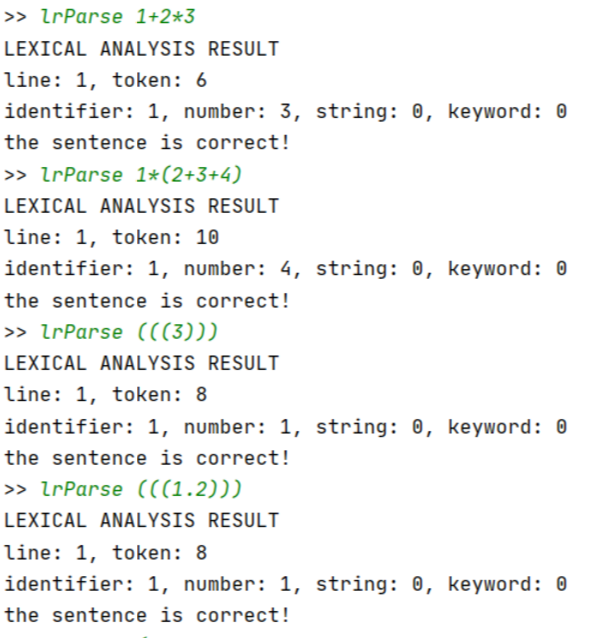 >> lrParse 1+2*3
LEXICAL ANALYSIS RESULT
line: 1, token: 6
identifier: 1, number: 3, string: 0, keyword: 0
the sentence is correct!
>> lrParse 1*(2+3+4)
LEXICAL ANALYSIS RESULT
line: 1, token: 10
identifier: 1, number: 4, string: 0, keyword: 0
the sentence is correct!
>> lrParse (((3)))
LEXICAL ANALYSIS RESULT
line: 1, token: 8
identifier: 1, number: 1, string: 0, keyword: 0
the sentence is correct!
>> lrParse (((1.2)))
LEXICAL ANALYSIS RESULT
line: 1, token: 8
identifier: 1, number: 1, string: 0, keyword: 0
the sentence is correct!